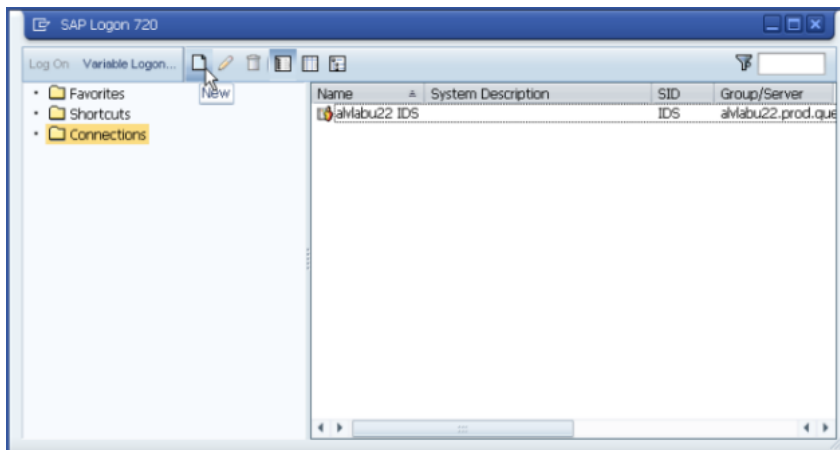 SAP Logon 720
Log On Variable Logon...
Favorites
New
Shortcuts
Connections
Name System Description SID Group/Server
alvlabu22 IDS IDS alvlabu22.prod.que